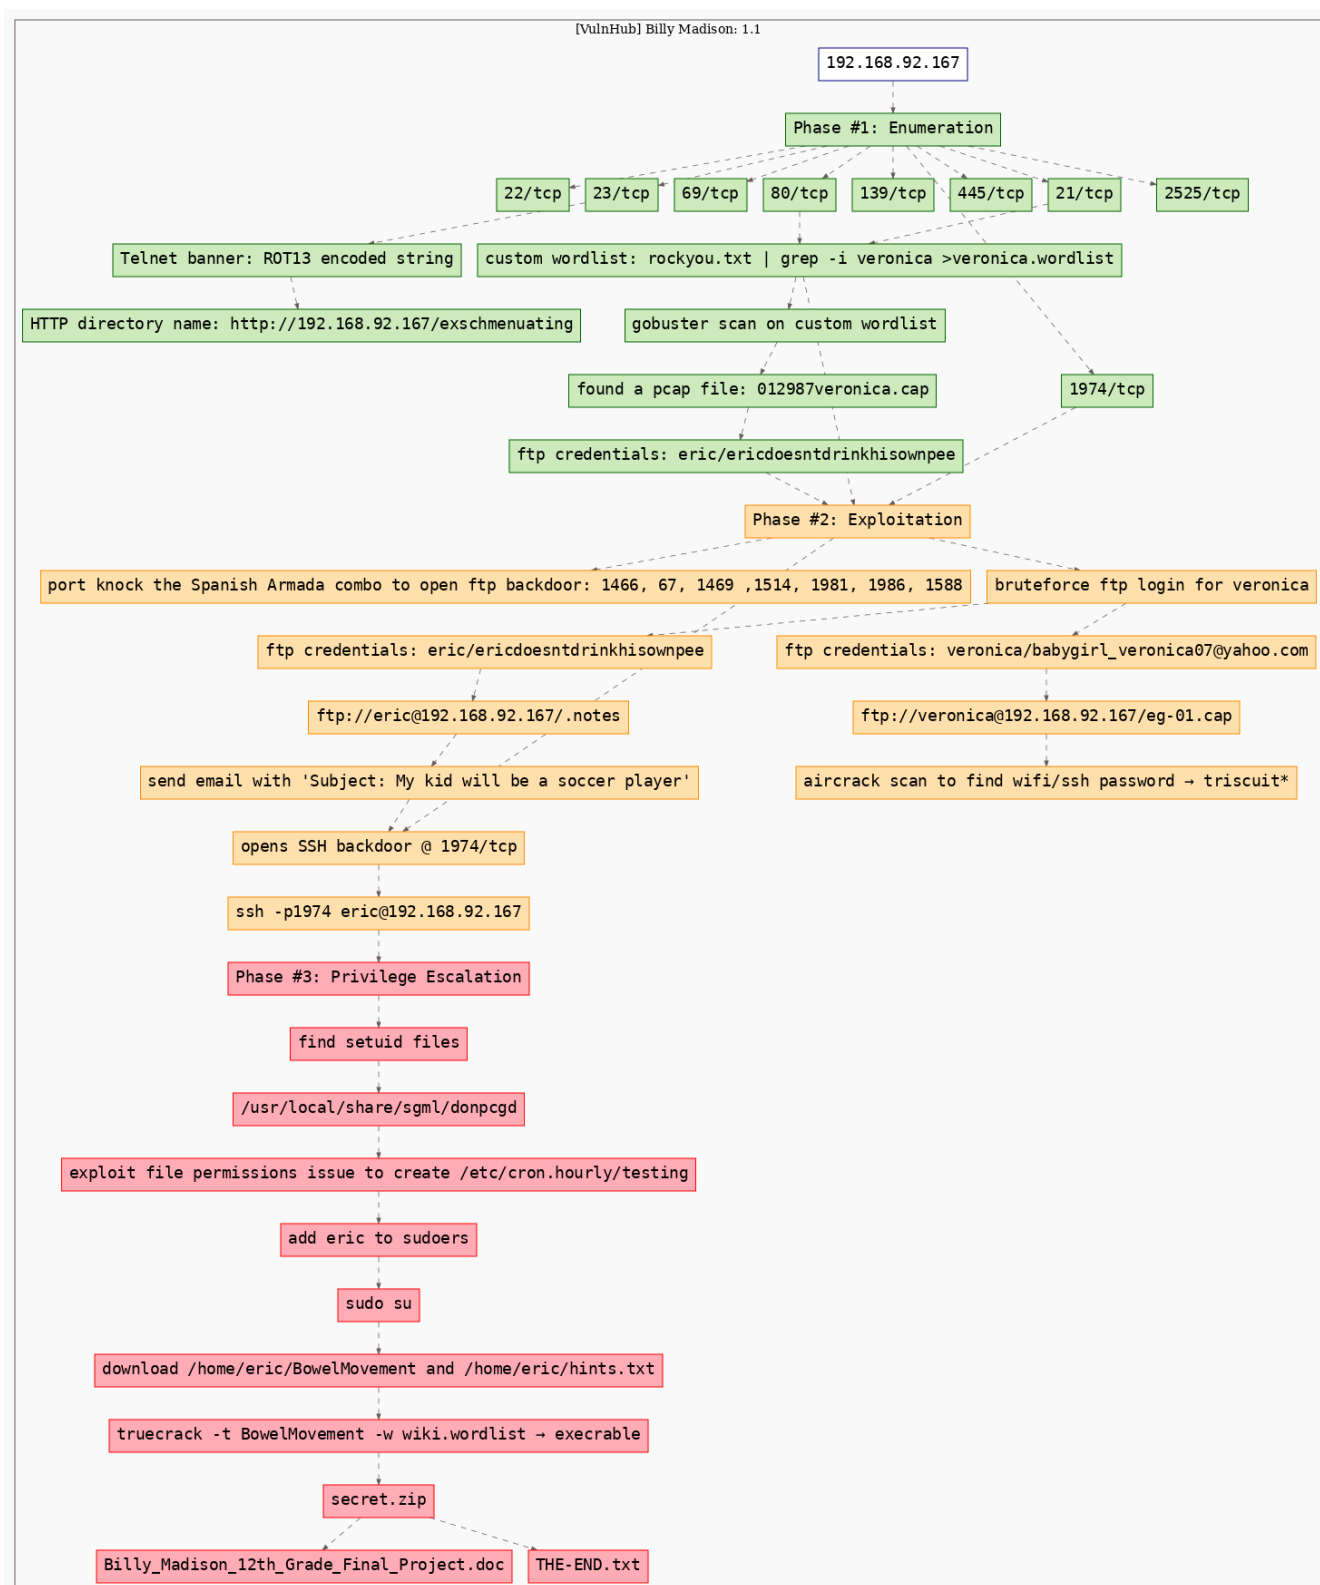 [VulnHub] Billy Madison: 1.1
192.168.92.167
Phase #1: Enumeration
22/tcp
23/tcp
69/tcp
80/tcp
139/tcp
445/tcp
21/tcp
2525/tcp
Telnet banner: ROT13 encoded string
custom wordlist: rockyou.txt | grep -i veronica >veronica.wordlist
HTTP directory name: http://192.168.92.167/exschmenuating
gobuster scan on custom wordlist
found a pcap file: 012987veronica.cap
1974/tcp
ftp credentials: eric/ericdoesntdrinkhisownpee
Phase #2: Exploitation
port knock the Spanish Armada combo to open ftp backdoor: 1466, 67, 1469 ,1514, 1981, 1986, 1588
bruteforce ftp login for veronica
ftp credentials: eric/ericdoesntdrinkhisownpee
ftp credentials: veronica/babygirl_veronica07@yahoo.com
ftp://eric@192.168.92.167/.notes
ftp://veronica@192.168.92.167/eg-01.cap
send email with 'Subject: My kid will be a soccer player'
aircrack scan to find wifi/ssh password → triscuit*
opens SSH backdoor @ 1974/tcp
ssh -p1974 eric@192.168.92.167
Phase #3: Privilege Escalation
find setuid files
/usr/local/share/sgml/donpcgd
exploit file permissions issue to create /etc/cron.hourly/testing
add eric to sudoers
sudo su
download /home/eric/BowelMovement and /home/eric/hints.txt
truecrack -t BowelMovement -w wiki.wordlist → execrable
secret.zip
Billy_Madison_12th_Grade_Final_Project.doc
THE-END.txt